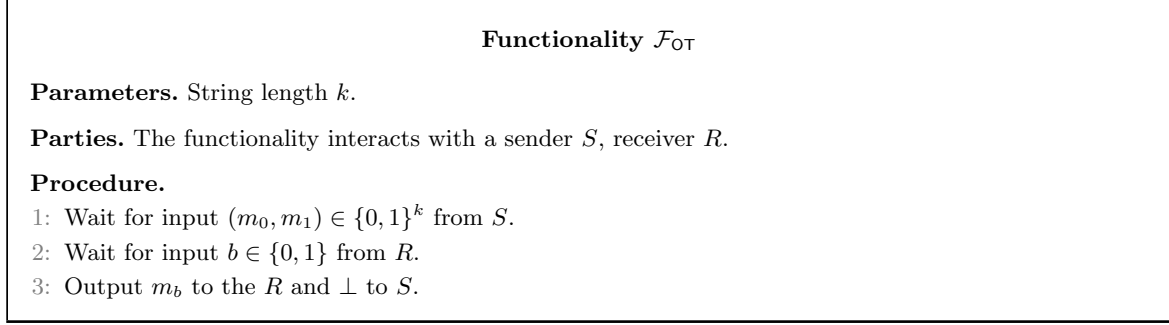 Functionality $\mathcal{F}_{\mathsf{OT}}$
Parameters. String length $k$.
Parties. The functionality interacts with a sender $S$, receiver $R$.
Procedure.
1: Wait for input $(m_0, m_1) \in \{0, 1\}^k$ from $S$.
2: Wait for input $b \in \{0, 1\}$ from $R$.
3: Output $m_b$ to the $R$ and $\bot$ to $S$.